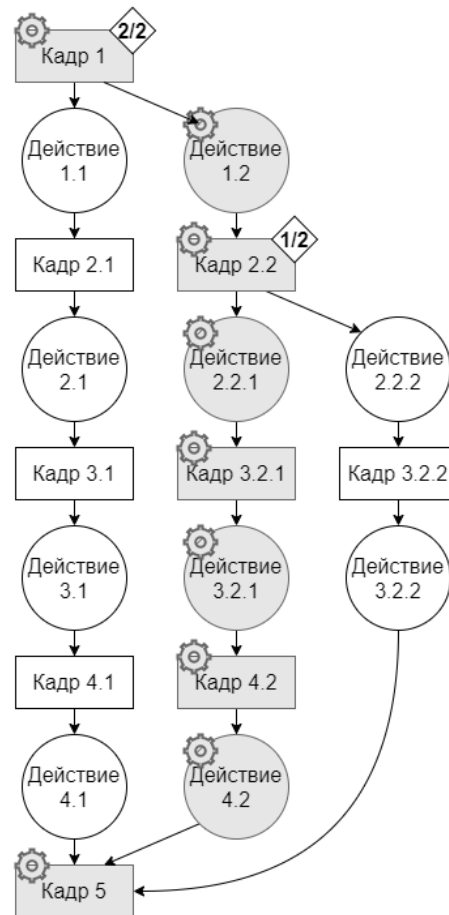 2/2
Кадр 1
Действие
1.1
Действие
1.2
1/2
Кадр 2.1
Кадр 2.2
Действие
2.1
Действие
2.2.1
Действие
2.2.2
Кадр 3.1
Кадр 3.2.1
Кадр 3.2.2
Действие
3.1
Действие
3.2.1
Действие
3.2.2
Кадр 4.1
Кадр 4.2
Действие
4.1
Действие
4.2
Кадр 5